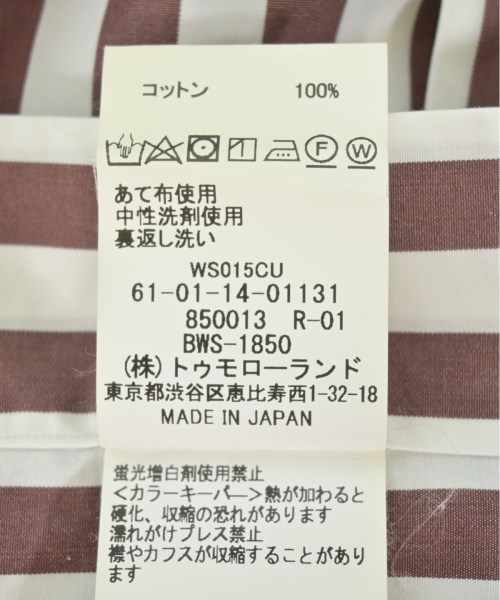 コットン 100%
F W
あて布使用
中性洗剤使用
裏返し洗い
WS015CU
61-01-14-01131
850013 R-01
BWS-1850
(株)トゥモローランド
東京都渋谷区恵比寿西1-32-18
MADE IN JAPAN
蛍光増白剤使用禁止
＜カラーキーパー＞熱が加わると
硬化、収縮の恐れがあります
濡れがけプレス禁止
襟やカフスが収縮することがあり
ます